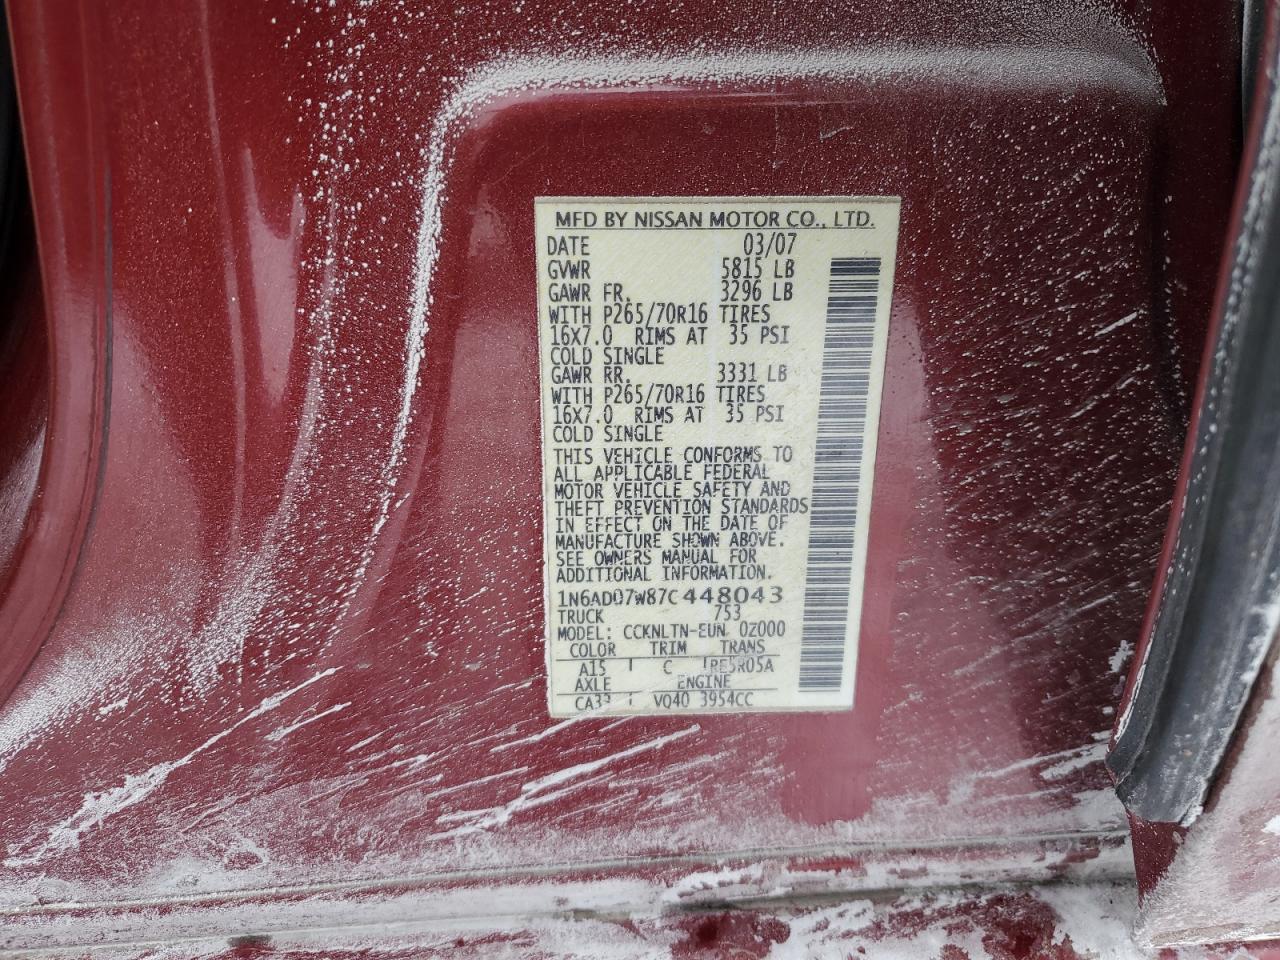 MFD BY NISSAN MOTOR CO., LTD.
DATE 03/07
GVWR 5815 LB
GAWR FR. 3296 LB
WITH P265/70R16 TIRES
16X7.0 RIMS AT 35 PSI
COLD SINGLE
GAWR RR. 3331 LB
WITH P265/70R16 TIRES
16X7.0 RIMS AT 35 PSI
COLD SINGLE
THIS VEHICLE CONFORMS TO
ALL APPLICABLE FEDERAL
MOTOR VEHICLE SAFETY AND
THEFT PREVENTION STANDARDS
IN EFFECT ON THE DATE OF
MANUFACTURE SHOWN ABOVE.
SEE OWNERS MANUAL FOR
ADDITIONAL INFORMATION.
1N6AD07W87C448043
TRUCK 753
MODEL: CCKNLTN-EUN 0Z000
COLOR TRIM TRANS
A15 C RE5R05A
AXLE ENGINE
CA33 VQ40 3954CC